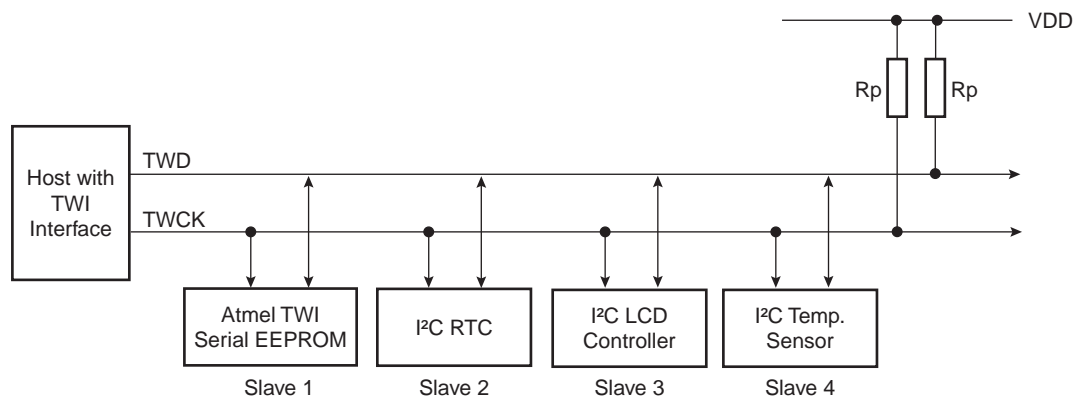 VDD
Rp
Rp
Host with
TWI
Interface
TWD
TWCK
Atmel TWI
Serial EEPROM
I²C RTC
I²C LCD
Controller
I²C Temp.
Sensor
Slave 1
Slave 2
Slave 3
Slave 4